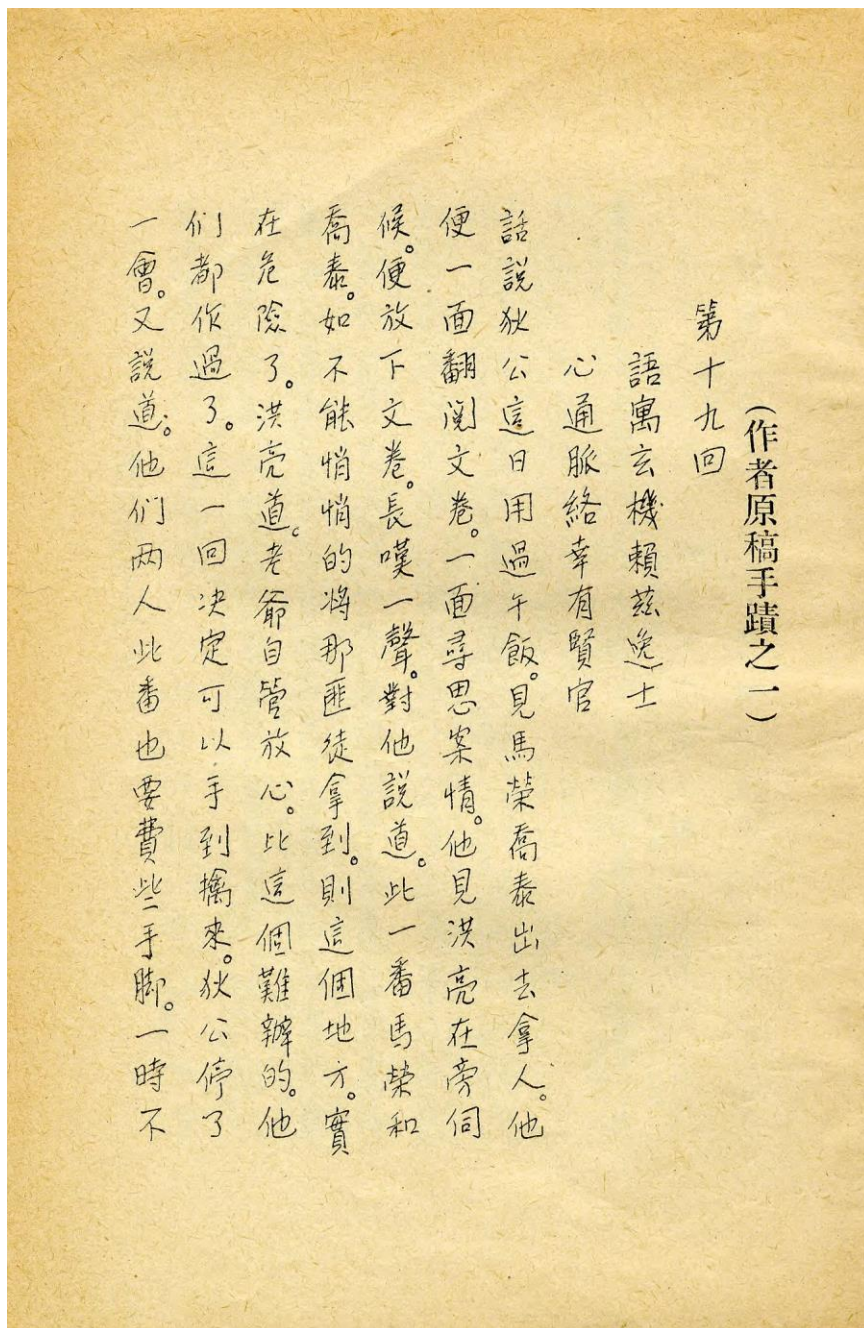 （作者原稿手蹟之一）
第十九回
語寓玄機賴茲逸士
心通脈絡幸有賢官
話說狄公這日用過午飯。見馬榮喬泰出去拿人。他
便一面翻閱文卷。一面尋思案情。他見洪亮在旁伺
候。便放下文卷。長嘆一聲。對他說道。此一番馬榮和
喬泰。如不能悄悄的将那匪徒拿到。則這個地方。實
在危險了。洪亮道。老爺自管放心。比這個難辦的。他
们都作過了。這一回决定可以手到擒來。狄公停了
一會。又說道。他们两人此番也要費些手脚。一時不